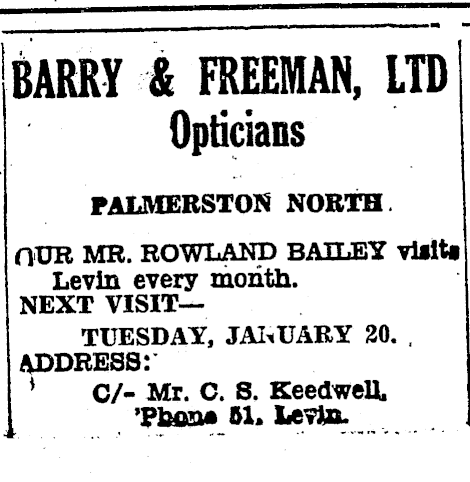 BARRY & FREEMAN, LTD
Opticians
PALMERSTON NORTH.
OUR MR. ROWLAND BAILEY visits
Levin every month.
NEXT VISIT—
TUESDAY, JANUARY 20.
ADDRESS:
C/- Mr. C. S. Keedwell,
'Phone 51, Levin.